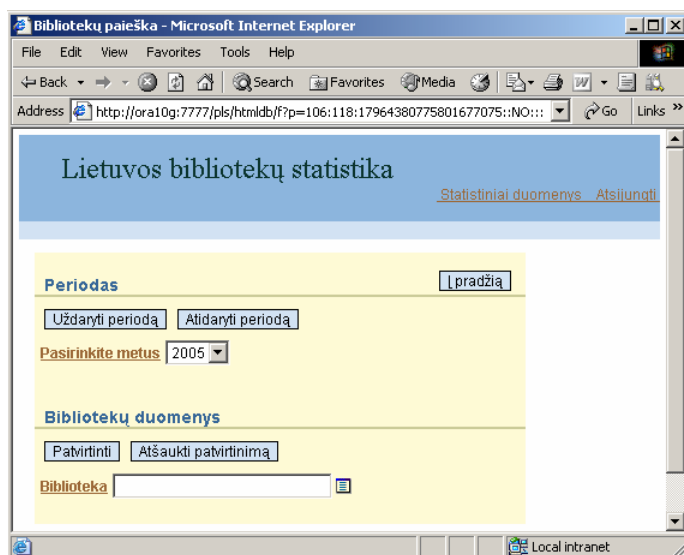 Bibliotekų paieška - Microsoft Internet Explorer
File Edit View Favorites Tools Help
Back Search Favorites Media
Address http://ora10g:7777/pls/htmldb/f?p=106:118:17964380775801677075::NO::: Go Links »
Lietuvos bibliotekų statistika
Statistiniai duomenys Atsijungti
Periodas Į pradžią
Uždaryti periodą Atidaryti periodą
Pasirinkite metus 2005
Bibliotekų duomenys
Patvirtinti Atšaukti patvirtinimą
Biblioteka
Local intranet